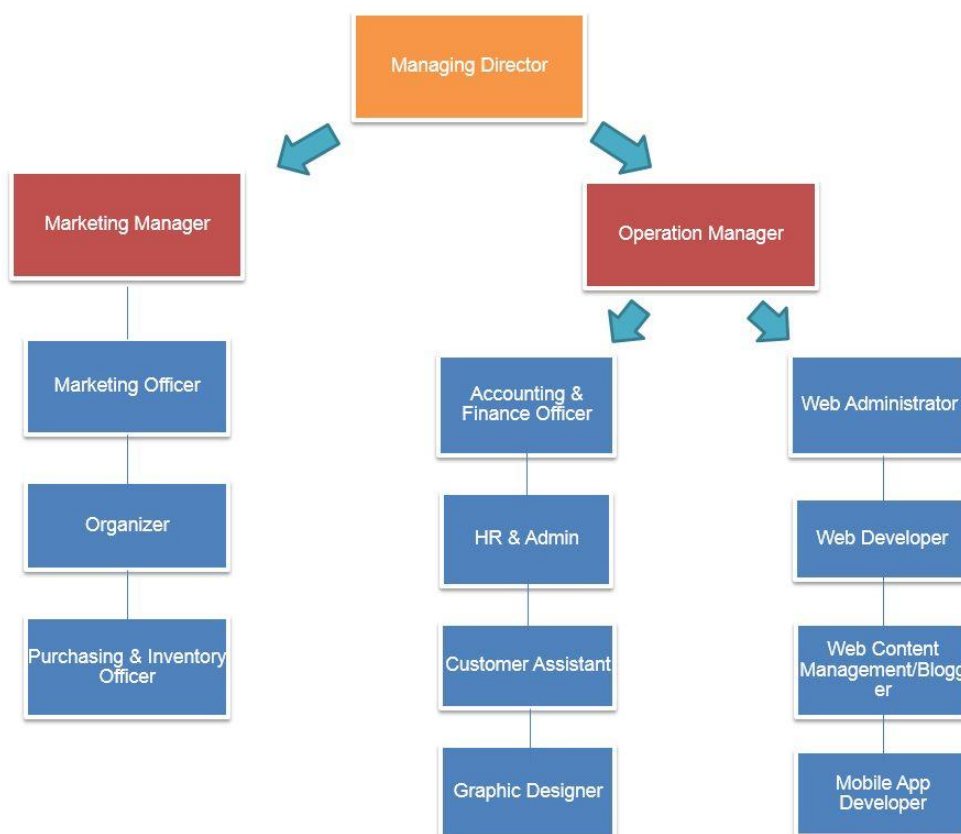 Managing Director
Marketing Manager
Operation Manager
Marketing Officer
Accounting &
Finance Officer
Web Administrator
Organizer
HR & Admin
Web Developer
Purchasing & Inventory
Officer
Customer Assistant
Web Content
Management/Blogg
er
Graphic Designer
Mobile App
Developer